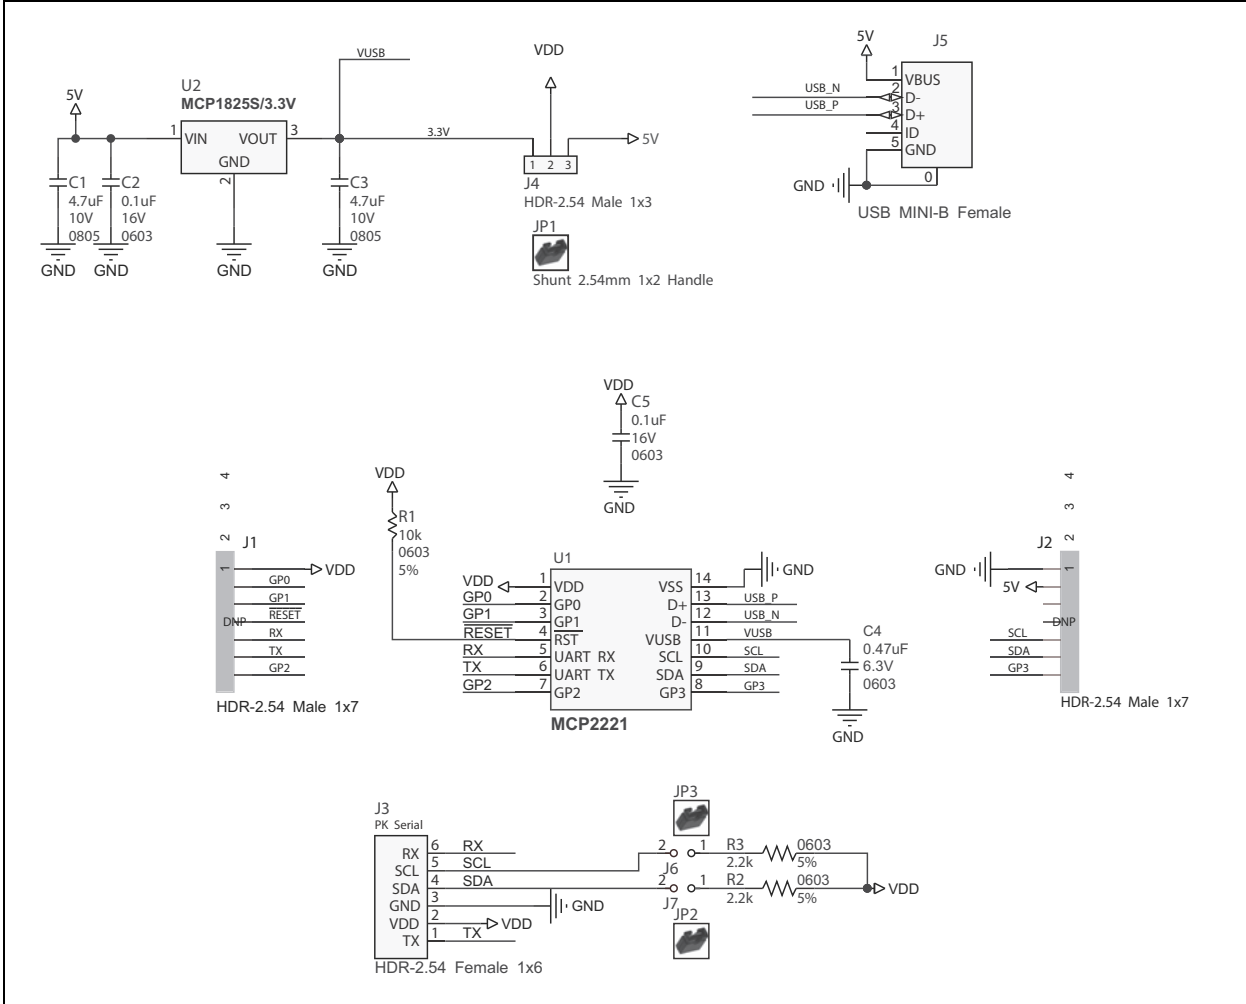 VUSB
U2
MCP1825S/3.3V
5V
1
VIN
VOUT
3
GND
2
C1
4.7uF
10V
0805
GND
C2
0.1uF
16V
0603
GND
GND
C3
4.7uF
10V
0805
GND
3.3V
VDD
5V
1 2 3
J4
HDR-2.54 Male 1x3
JP1
Shunt 2.54mm 1x2 Handle
5V
J5
1
VBUS
USB_N
2
D-
USB_P
3
D+
4
ID
5
GND
0
GND
USB MINI-B Female
VDD
C5
0.1uF
16V
0603
GND
4
3
2
1
J1
VDD
GP0
GP1
RESET
DNP
RX
TX
GP2
HDR-2.54 Male 1x7
VDD
R1
10k
0603
5%
U1
VDD
1
VDD
GP0
2
GP0
GP1
3
GP1
RESET
4
RST
RX
5
UART RX
TX
6
UART TX
GP2
7
GP2
VSS
14
GND
D+
13
USB_P
D-
12
USB_N
VUSB
11
VUSB
SCL
10
SCL
SDA
9
SDA
GP3
8
GP3
MCP2221
C4
0.47uF
6.3V
0603
GND
4
3
2
1
J2
GND
5V
DNP
SCL
SDA
GP3
HDR-2.54 Male 1x7
J3
PK Serial
RX
6
RX
SCL
5
SCL
SDA
4
SDA
GND
3
GND
VDD
2
VDD
TX
1
TX
HDR-2.54 Female 1x6
JP3
2
1
J6
R3
2.2k
0603
5%
2
1
J7
R2
2.2k
0603
5%
VDD
JP2